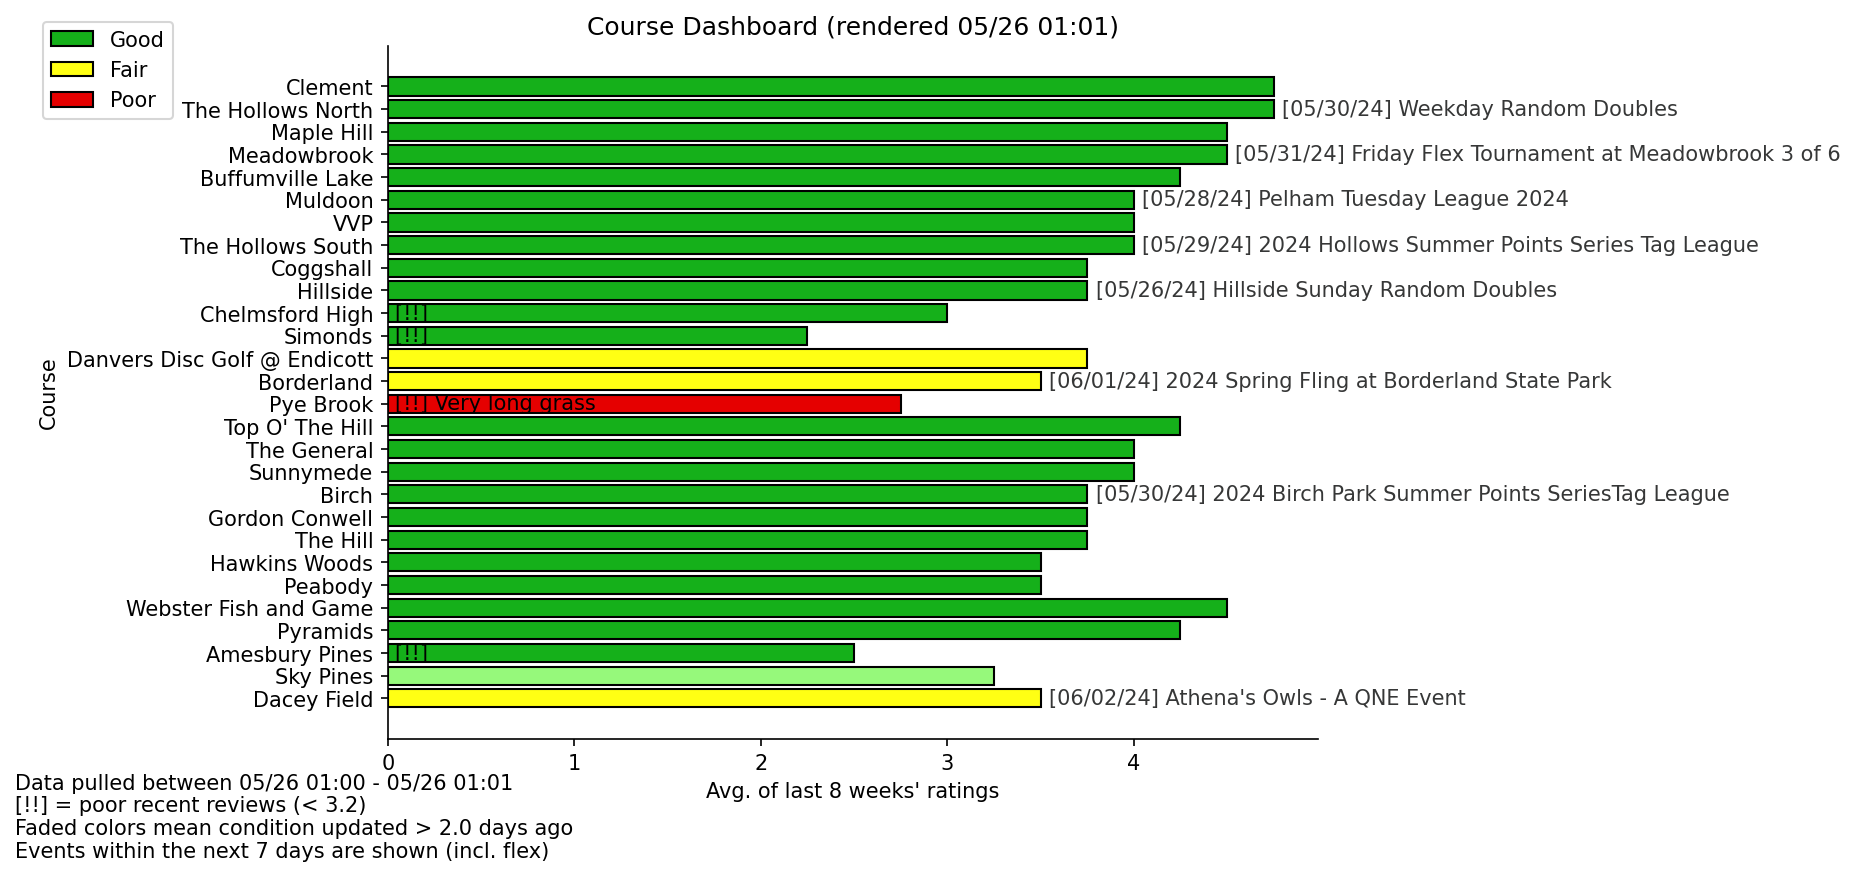 Course Dashboard (rendered 05/26 01:01)
Good
Fair
Poor
Course
Clement
The Hollows North [05/30/24] Weekday Random Doubles
Maple Hill
Meadowbrook [05/31/24] Friday Flex Tournament at Meadowbrook 3 of 6
Buffumville Lake
Muldoon [05/28/24] Pelham Tuesday League 2024
VVP
The Hollows South [05/29/24] 2024 Hollows Summer Points Series Tag League
Coggshall
Hillside [05/26/24] Hillside Sunday Random Doubles
Chelmsford High [!!]
Simonds [!!]
Danvers Disc Golf @ Endicott
Borderland [06/01/24] 2024 Spring Fling at Borderland State Park
Pye Brook [!!] Very long grass
Top O' The Hill
The General
Sunnymede
Birch [05/30/24] 2024 Birch Park Summer Points SeriesTag League
Gordon Conwell
The Hill
Hawkins Woods
Peabody
Webster Fish and Game
Pyramids
Amesbury Pines [!!]
Sky Pines
Dacey Field [06/02/24] Athena's Owls - A QNE Event
0 1 2 3 4
Avg. of last 8 weeks' ratings
Data pulled between 05/26 01:00 - 05/26 01:01
[!!] = poor recent reviews (< 3.2)
Faded colors mean condition updated > 2.0 days ago
Events within the next 7 days are shown (incl. flex)